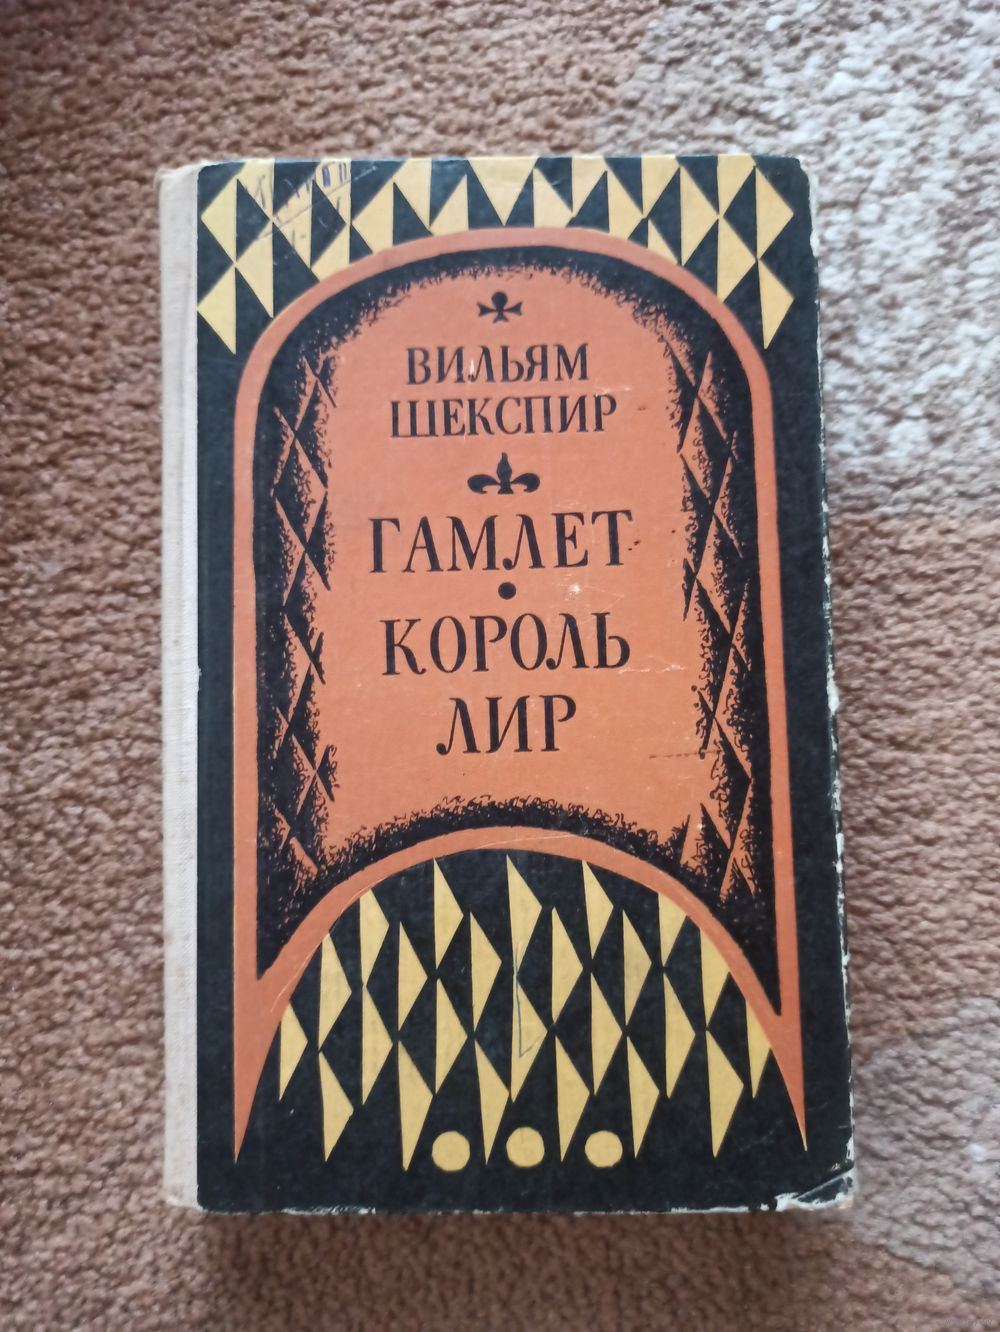 ВИЛЬЯМ
ШЕКСПИР
ГАМЛЕТ
•
КОРОЛЬ
ЛИР